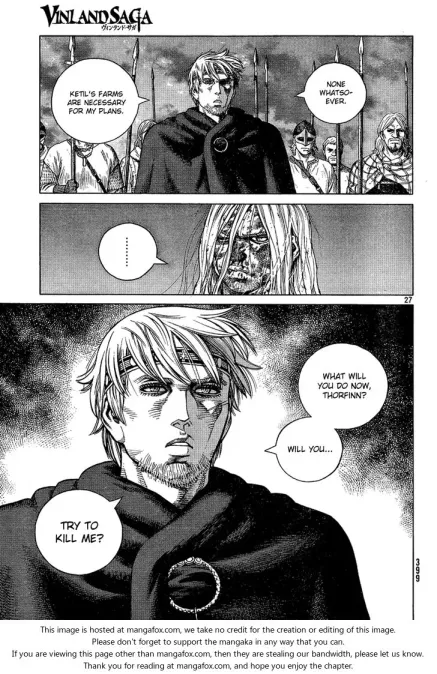 VINLAND SAGA
ヴィンランド・サガ
KETIL'S FARMS
ARE NECESSARY
FOR MY PLANS.
NONE
WHATSO-
EVER.
........
27
WHAT WILL
YOU DO NOW,
THORFINN?
WILL YOU...
TRY TO
KILL ME?
399
This image is hosted at mangafox.com, we take no credit for the creation or editing of this image.
Please don't forget to support the mangaka in any way that you can.
If you are viewing this page other than mangafox.com, then they are stealing our bandwidth, please let us know.
Thank you for reading at mangafox.com, and hope you enjoy the chapter.